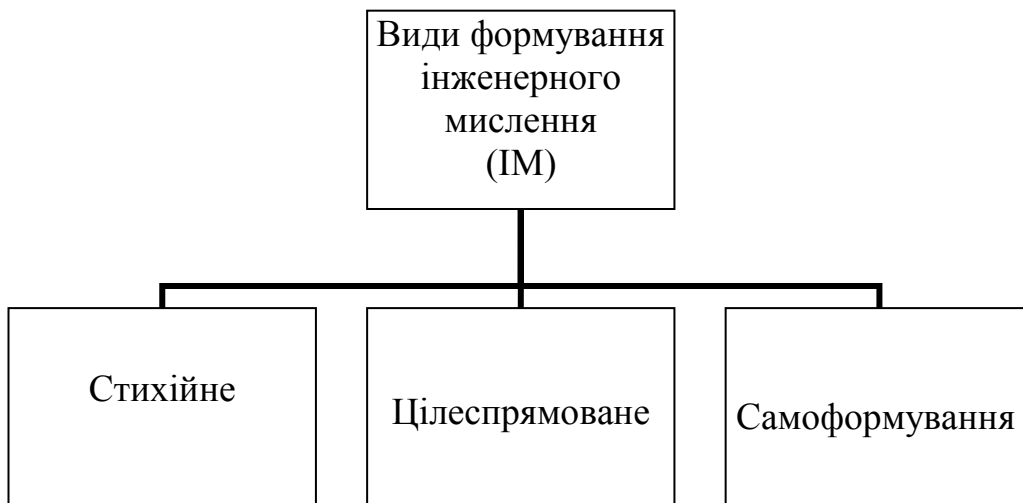 Види формування
інженерного
мислення
(ІМ)
Стихійне
Цілеспрямоване
Самоформування